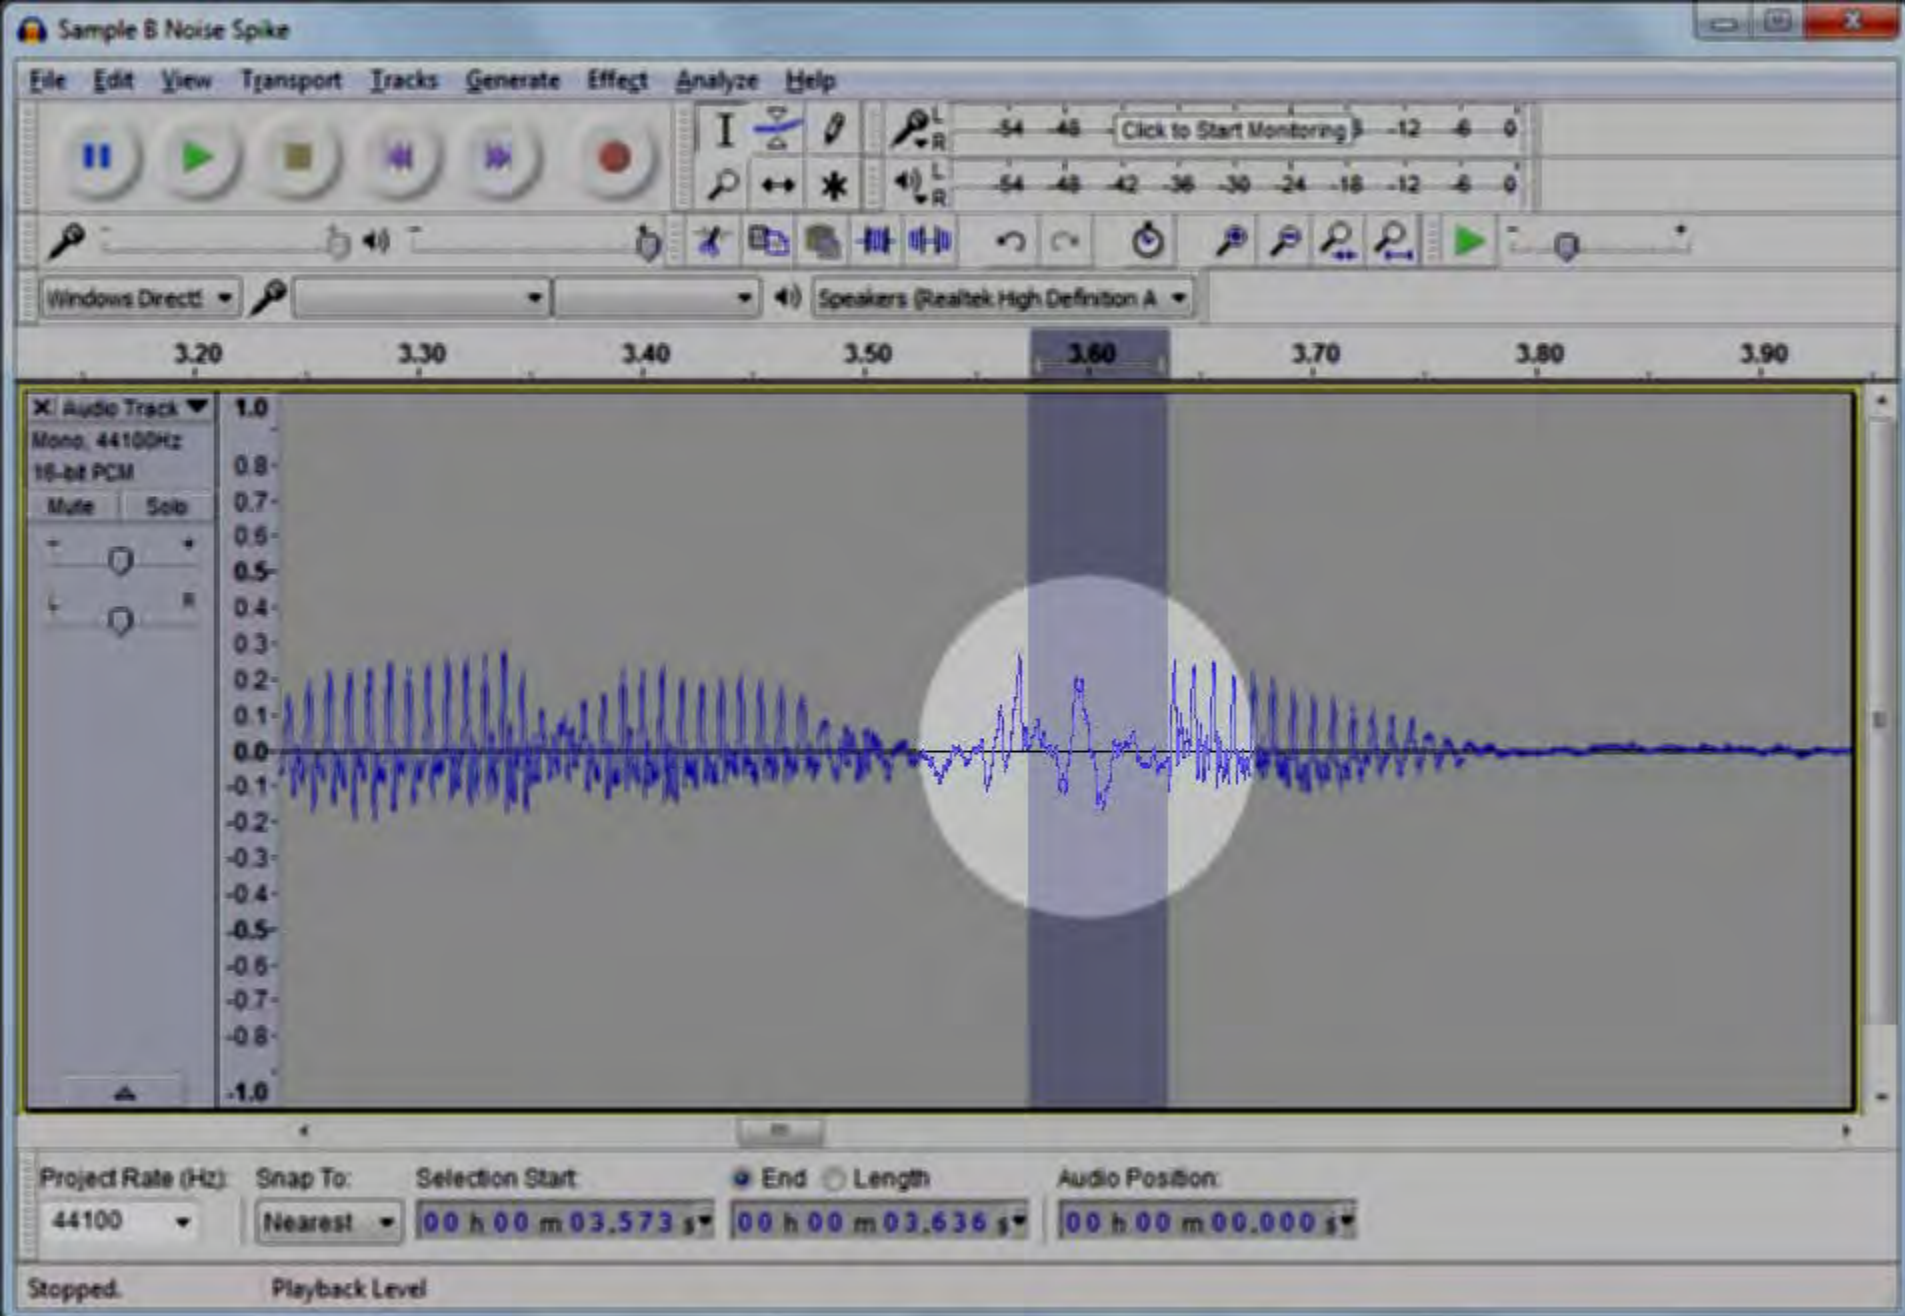 Sample B Noise Spike
File Edit View Transport Tracks Generate Effect Analyze Help
L
R
-54 -48 Click to Start Monitoring -12 -6 0
L
R
-54 -48 -42 -36 -30 -24 -18 -12 -6 0
Windows DirectS
Speakers (Realtek High Definition A
3.20 3.30 3.40 3.50 3.60 3.70 3.80 3.90
X Audio Track
Mono, 44100Hz
16-bit PCM
Mute Solo
- +
L R
1.0
0.8
0.7
0.6
0.5
0.4
0.3
0.2
0.1
0.0
-0.1
-0.2
-0.3
-0.4
-0.5
-0.6
-0.7
-0.8
-1.0
Project Rate (Hz): Snap To: Selection Start: End Length Audio Position:
44100 Nearest 00 h 00 m 03.573 s 00 h 00 m 03.636 s 00 h 00 m 00.000 s
Stopped. Playback Level